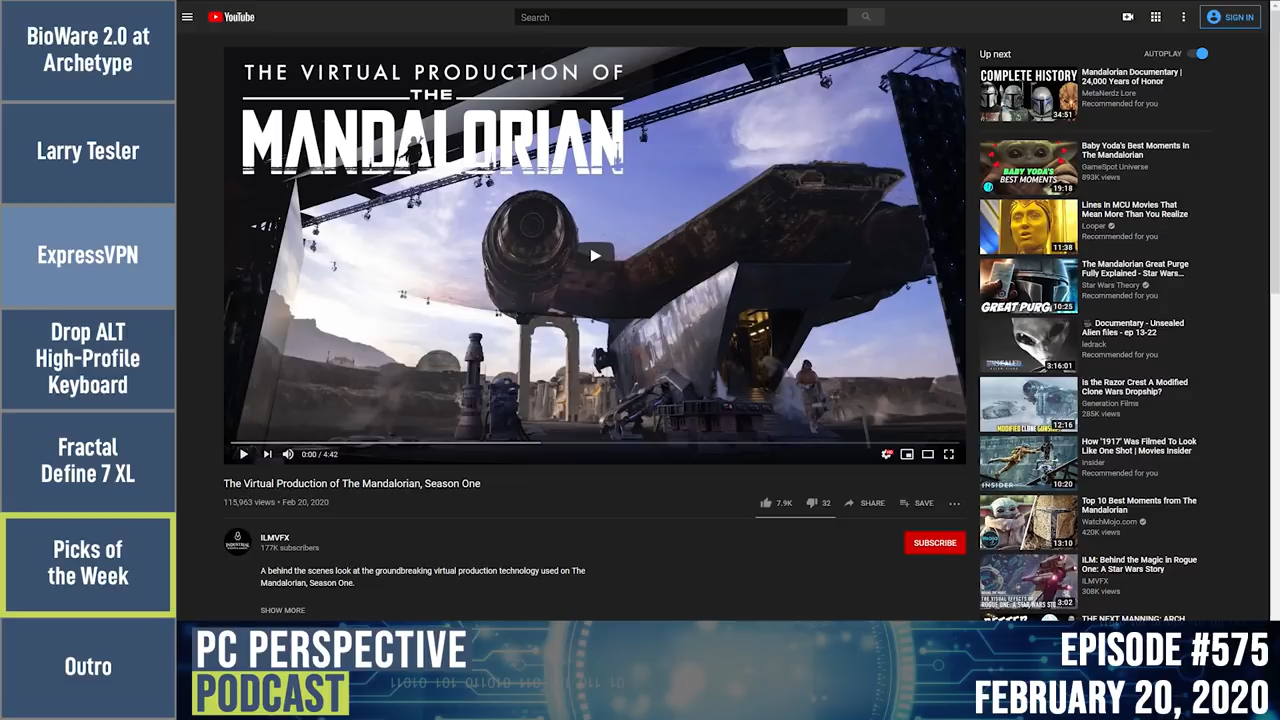 BioWare 2.0 at
Archetype
Larry Tesler
ExpressVPN
Drop ALT
High-Profile
Keyboard
Fractal
Define 7 XL
Picks of
the Week
Outro
YouTube
Search
SIGN IN
THE VIRTUAL PRODUCTION OF
THE
MANDALORIAN
0:00 / 4:42
The Virtual Production of The Mandalorian, Season One
115,963 views • Feb 20, 2020
7.9K
32
SHARE
SAVE
ILMVFX
177K subscribers
SUBSCRIBE
A behind the scenes look at the groundbreaking virtual production technology used on The
Mandalorian, Season One.
SHOW MORE
Up next
AUTOPLAY
COMPLETE HISTORY
34:51
Mandalorian Documentary |
24,000 Years of Honor
MetaNerdz Lore
Recommended for you
BABY YODA'S
BEST MOMENTS
19:18
Baby Yoda's Best Moments In
The Mandalorian
GameSpot Universe
893K views
11:38
Lines In MCU Movies That
Mean More Than You Realize
Looper
Recommended for you
GREAT PURG
10:25
The Mandalorian Great Purge
Fully Explained - Star Wars...
Star Wars Theory
Recommended for you
UNSEALED
3:16:01
Documentary - Unsealed
Alien files - ep 13-22
ledrack
Recommended for you
12:16
Is the Razor Crest A Modified
Clone Wars Dropship?
Generation Films
285K views
INSIDER
10:20
How '1917' Was Filmed To Look
Like One Shot | Movies Insider
Insider
Recommended for you
13:10
Top 10 Best Moments from The
Mandalorian
WatchMojo.com
420K views
3:02
ILM: Behind the Magic in Rogue
One: A Star Wars Story
ILMVFX
308K views
THE NEXT MANNING: ARCH
PC PERSPECTIVE
PODCAST
EPISODE #575
FEBRUARY 20, 2020